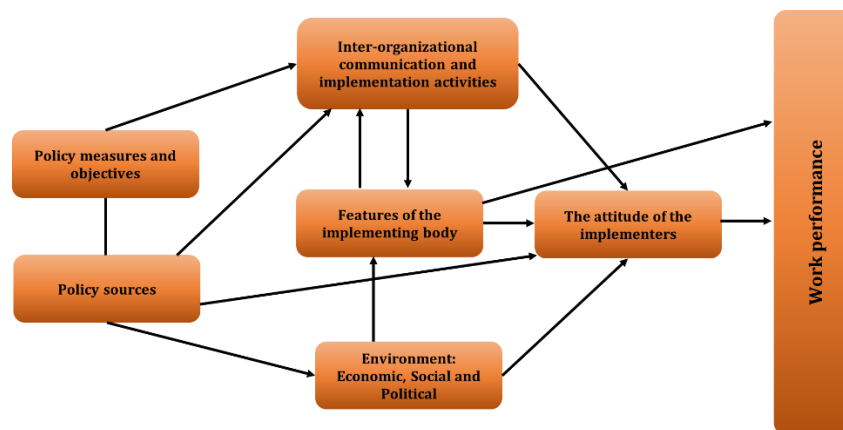 Inter-organizational
communication and
implementation activities
Policy measures and
objectives
Features of the
implementing body
The attitude of the
implementers
Policy sources
Environment:
Economic, Social and
Political
Work performance